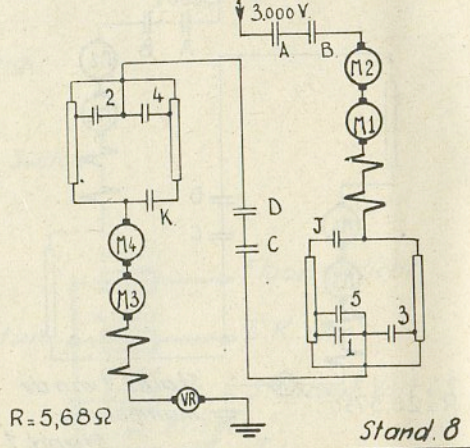 3.000 V.
A B.
M2
2 4
M1
D
K. C J
M4
5
3
M3
1
VR
R=5,68Ω
Stand. 8